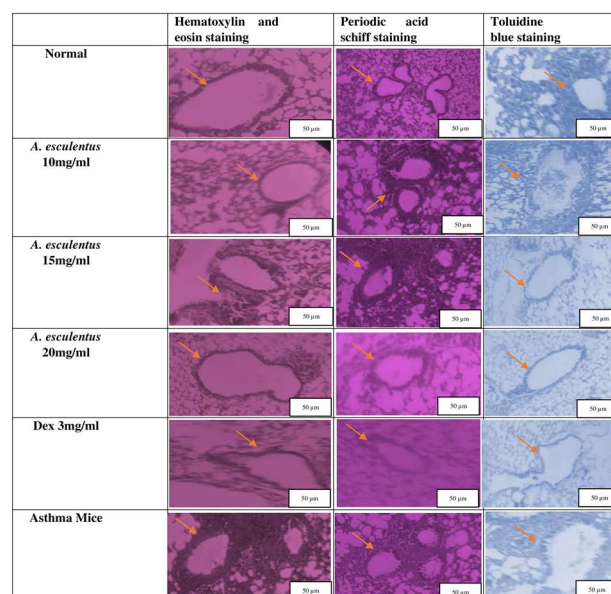 Hematoxylin and
eosin staining
Periodic acid
schiff staining
Toluidine
blue staining
Normal
50 µm
50 µm
50 µm
A. esculentus
10mg/ml
50 µm
50 µm
50 µm
A. esculentus
15mg/ml
50 µm
50 µm
50 µm
A. esculentus
20mg/ml
50 µm
50 µm
50 µm
Dex 3mg/ml
50 µm
50 µm
50 µm
Asthma Mice
50 µm
50 µm
50 µm